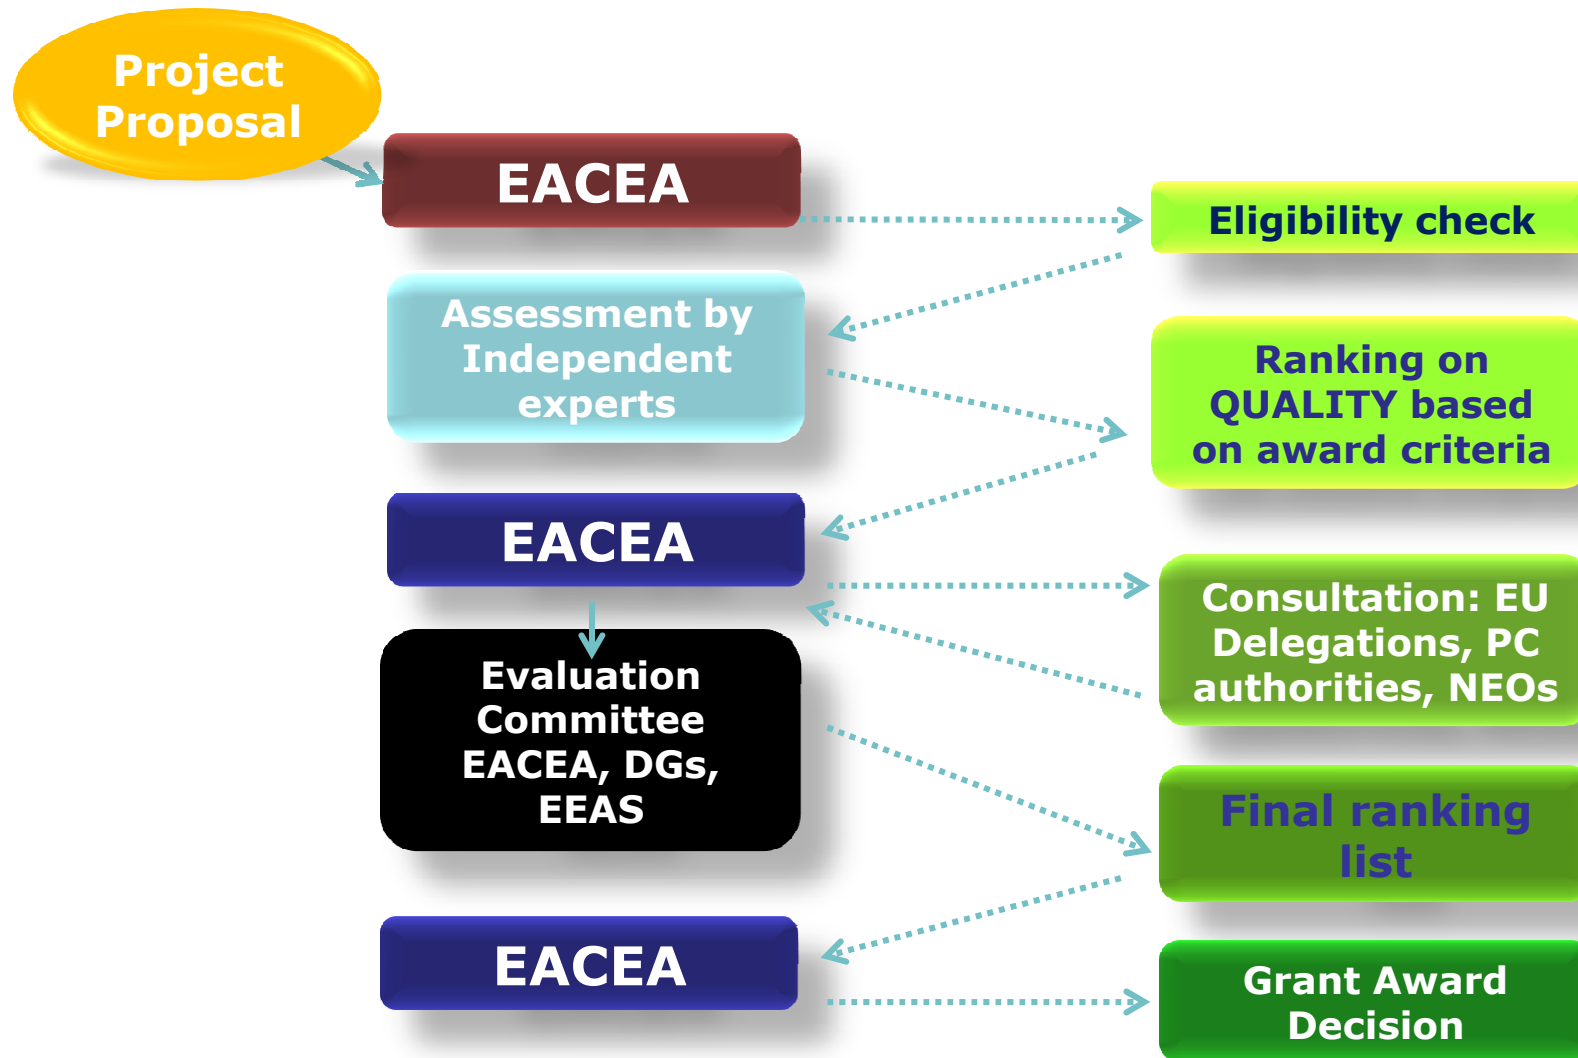 Project
Proposal
EACEA
Eligibility check
Assessment by
Independent
experts
Ranking on
QUALITY based
on award criteria
EACEA
Consultation: EU
Delegations, PC
authorities, NEOs
Evaluation
Committee
EACEA, DGs,
EEAS
Final ranking
list
EACEA
Grant Award
Decision